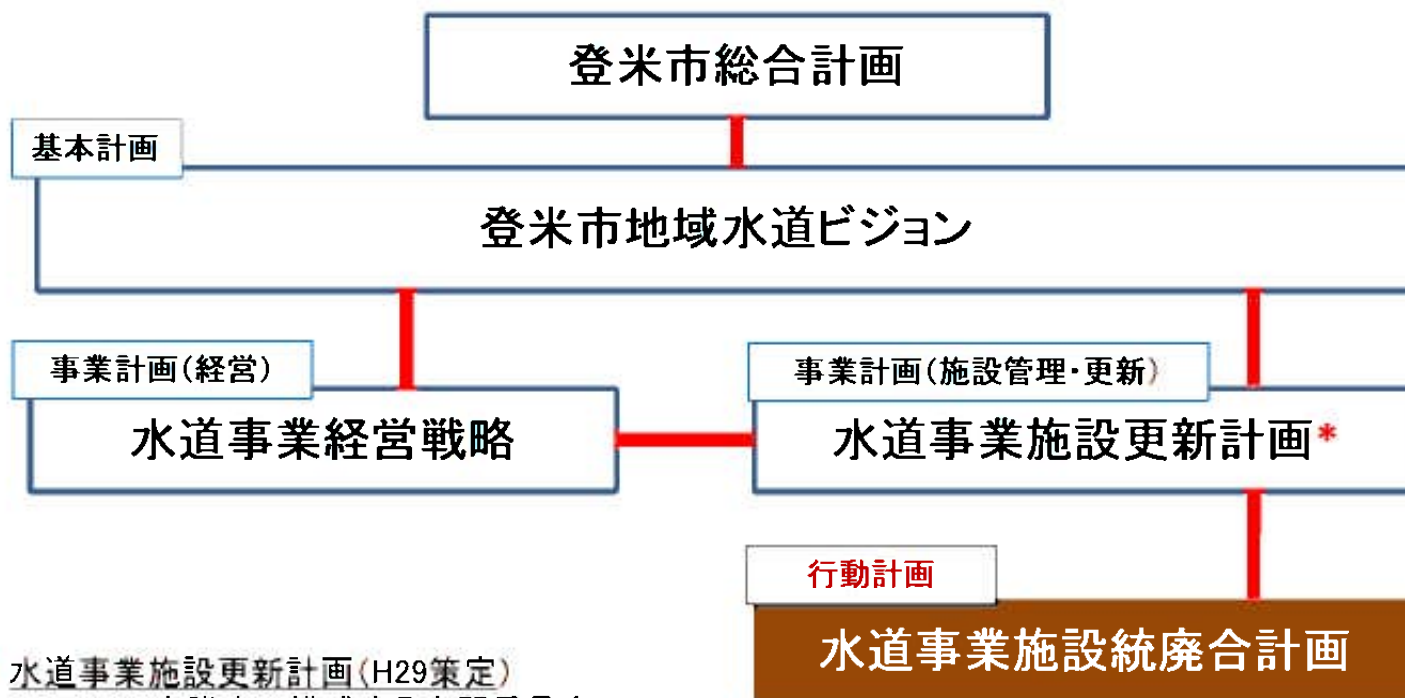 登米市総合計画
基本計画
登米市地域水道ビジョン
事業計画(経営)
水道事業経営戦略
事業計画(施設管理・更新)
水道事業施設更新計画*
行動計画
水道事業施設統廃合計画
水道事業施設更新計画(H29策定)